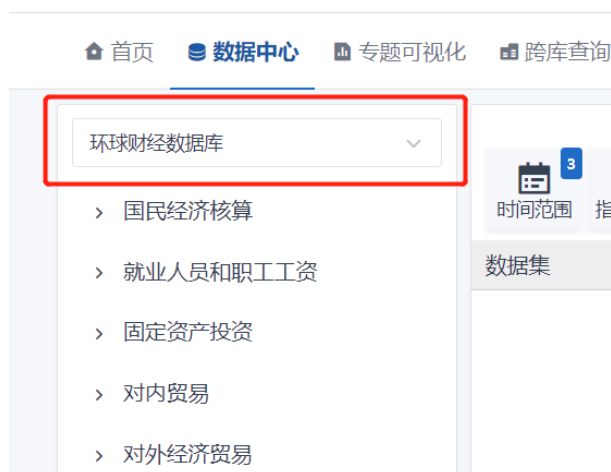 首页 数据中心 专题可视化 跨库查询
环球财经数据库
3
国民经济核算
时间范围 指
就业人员和职工工资
数据集
固定资产投资
对内贸易
对外经济贸易